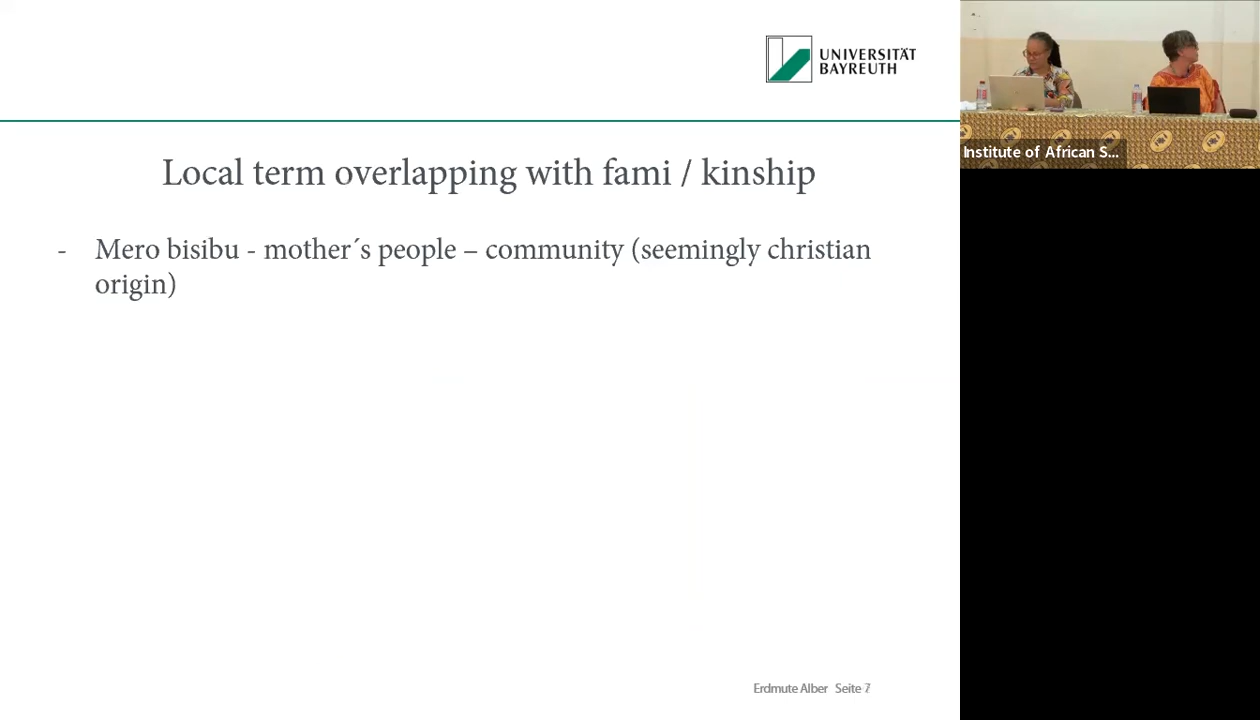 UNIVERSITÄT
BAYREUTH
Institute of African S...
Local term overlapping with fami / kinship
- Mero bisibu - mother´s people – community (seemingly christian
origin)
Erdmute Alber Seite 7